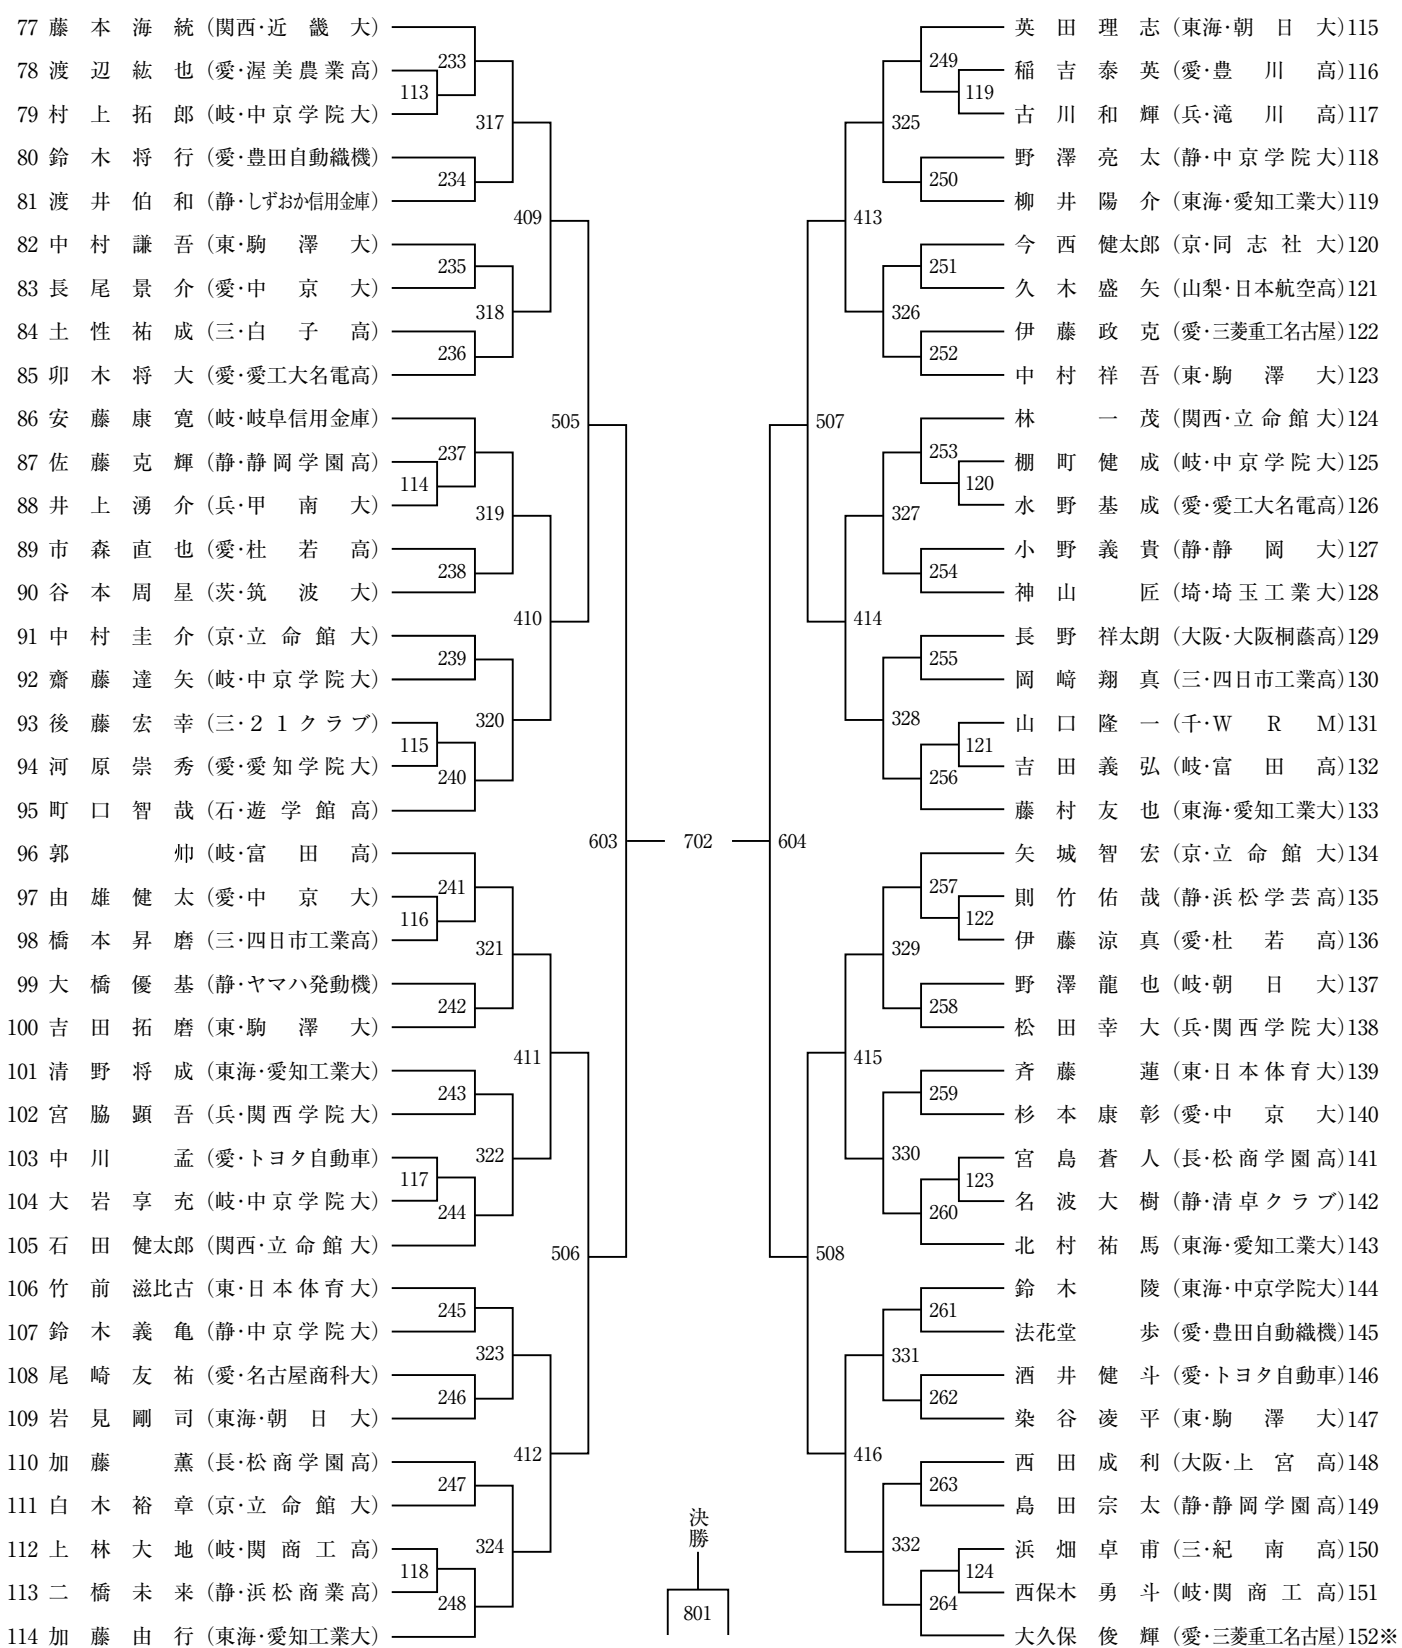 77 藤本海統 (関西・近畿大)
78 渡辺紘也 (愛・渥美農業高)
79 村上拓郎 (岐・中京学院大)
80 鈴木将行 (愛・豊田自動織機)
81 渡井伯和 (静・しずおか信用金庫)
82 中村謙吾 (東・駒澤大)
83 長尾景介 (愛・中京大)
84 土性祐成 (三・白子高)
85 卯木将大 (愛・愛工大名電高)
86 安藤康寛 (岐・岐阜信用金庫)
87 佐藤克輝 (静・静岡学園高)
88 井上湧介 (兵・甲南大)
89 市森直也 (愛・杜若高)
90 谷本周星 (茨・筑波大)
91 中村圭介 (京・立命館大)
92 齋藤達矢 (岐・中京学院大)
93 後藤宏幸 (三・21クラブ)
94 河原崇秀 (愛・愛知学院大)
95 町口智哉 (石・遊学館高)
96 郭帥 (岐・富田高)
97 由雄健太 (愛・中京大)
98 橋本昇磨 (三・四日市工業高)
99 大橋優基 (静・ヤマハ発動機)
100 吉田拓磨 (東・駒澤大)
101 清野将成 (東海・愛知工業大)
102 宮脇顕吾 (兵・関西学院大)
103 中川孟 (愛・トヨタ自動車)
104 大岩享充 (岐・中京学院大)
105 石田健太郎 (関西・立命館大)
106 竹前滋比古 (東・日本体育大)
107 鈴木義亀 (静・中京学院大)
108 尾崎友祐 (愛・名古屋商科大)
109 岩見剛司 (東海・朝日大)
110 加藤薫 (長・松商学園高)
111 白木裕章 (京・立命館大)
112 上林大地 (岐・関商工高)
113 二橋未来 (静・浜松商業高)
114 加藤由行 (東海・愛知工業大)
233
113
317
234
409
235
318
236
505
237
114
319
238
410
239
320
115
240
603
241
116
321
242
411
243
322
117
244
506
245
323
246
412
247
324
118
248
702
決勝
801
604
249
119
325
250
413
251
326
252
507
253
120
327
254
414
255
328
121
256
257
122
329
258
415
259
330
123
260
508
261
331
262
416
263
332
124
264
英田理志 (東海・朝日大)115
稲吉泰英 (愛・豊川高)116
古川和輝 (兵・滝川高)117
野澤亮太 (静・中京学院大)118
柳井陽介 (東海・愛知工業大)119
今西健太郎 (京・同志社大)120
久木盛矢 (山梨・日本航空高)121
伊藤政克 (愛・三菱重工名古屋)122
中村祥吾 (東・駒澤大)123
林一茂 (関西・立命館大)124
棚町健成 (岐・中京学院大)125
水野基成 (愛・愛工大名電高)126
小野義貴 (静・静岡大)127
神山匠 (埼・埼玉工業大)128
長野祥太朗 (大阪・大阪桐蔭高)129
岡﨑翔真 (三・四日市工業高)130
山口隆一 (千・WRM)131
吉田義弘 (岐・富田高)132
藤村友也 (東海・愛知工業大)133
矢城智宏 (京・立命館大)134
則竹佑哉 (静・浜松学芸高)135
伊藤涼真 (愛・杜若高)136
野澤龍也 (岐・朝日大)137
松田幸大 (兵・関西学院大)138
斉藤蓮 (東・日本体育大)139
杉本康彰 (愛・中京大)140
宮島蒼人 (長・松商学園高)141
名波大樹 (静・清卓クラブ)142
北村祐馬 (東海・愛知工業大)143
鈴木陵 (東海・中京学院大)144
法花堂歩 (愛・豊田自動織機)145
酒井健斗 (愛・トヨタ自動車)146
染谷凌平 (東・駒澤大)147
西田成利 (大阪・上宮高)148
島田宗太 (静・静岡学園高)149
浜畑卓甫 (三・紀南高)150
西保木勇斗 (岐・関商工高)151
大久保俊輝 (愛・三菱重工名古屋)152※